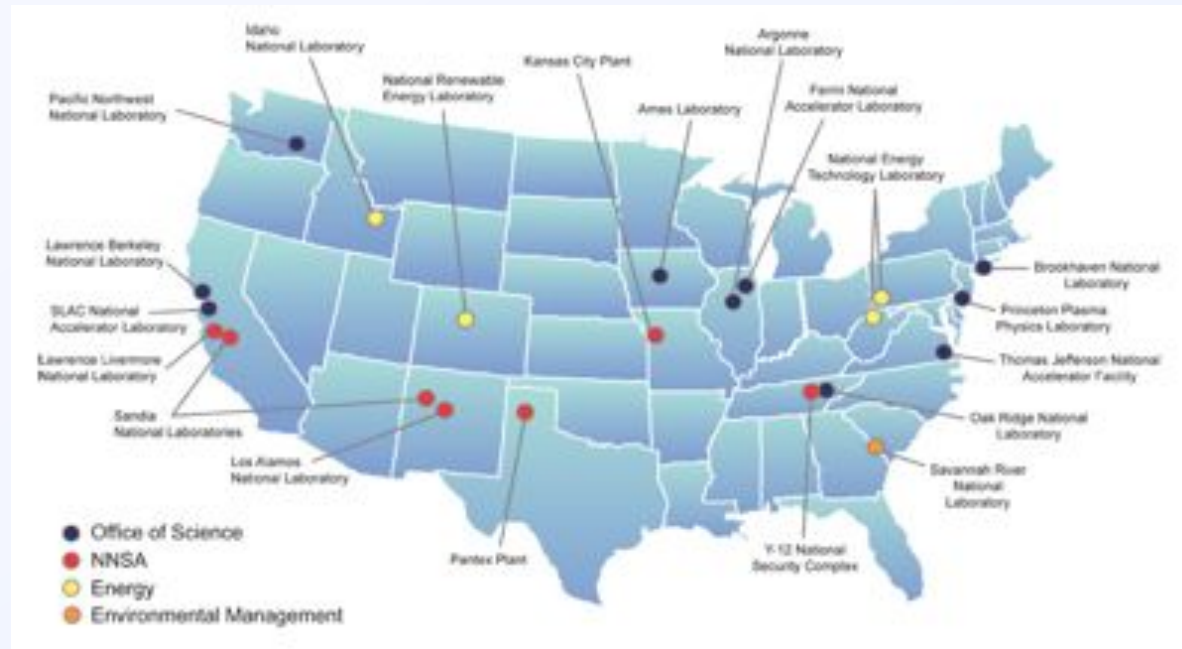 Idaho
National Laboratory
Argonne
National Laboratory
Kansas City Plant
National Renewable
Energy Laboratory
Fermi National
Accelerator Laboratory
Pacific Northwest
National Laboratory
Ames Laboratory
National Energy
Technology Laboratory
Lawrence Berkeley
National Laboratory
Brookhaven National
Laboratory
SLAC National
Accelerator Laboratory
Princeton Plasma
Physics Laboratory
Lawrence Livermore
National Laboratory
Thomas Jefferson National
Accelerator Facility
Sandia
National Laboratories
Oak Ridge National
Laboratory
Los Alamos
National Laboratory
Savannah River
National
Laboratory
Pantex Plant
Y-12 National
Security Complex
Office of Science
NNSA
Energy
Environmental Management